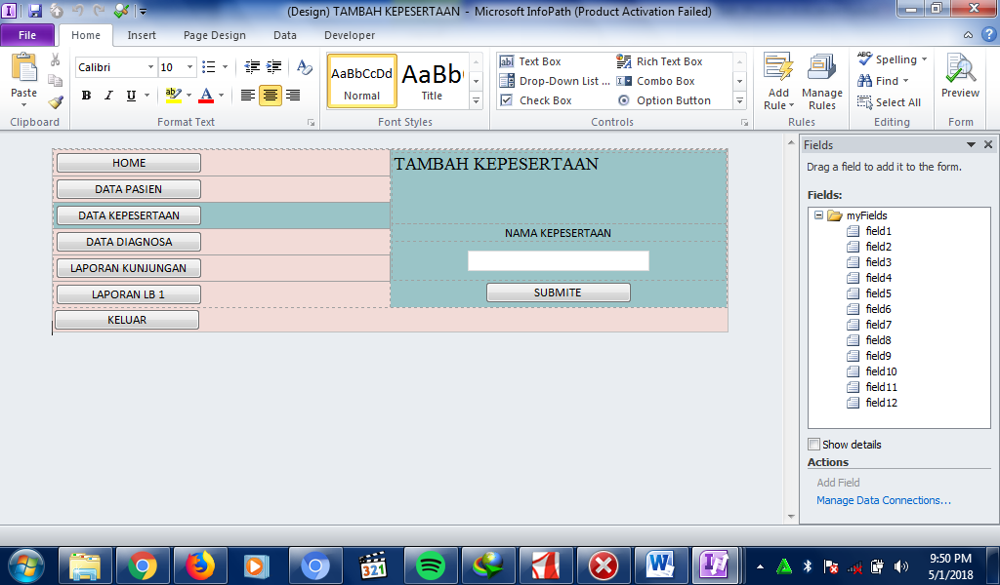 (Design) TAMBAH KEPESERTAAN - Microsoft InfoPath (Product Activation Failed)
File Home Insert Page Design Data Developer
Paste
Clipboard
Calibri 10
B I U
Format Text
AaBbCcDd
Normal
AaBb
Title
Font Styles
Text Box
Drop-Down List ...
Check Box
Rich Text Box
Combo Box
Option Button
Controls
Add Rule
Manage Rules
Rules
ABC Spelling
Find
Select All
Editing
Preview
Form
HOME
DATA PASIEN
DATA KEPESERTAAN
DATA DIAGNOSA
LAPORAN KUNJUNGAN
LAPORAN LB 1
KELUAR
TAMBAH KEPESERTAAN
NAMA KEPESERTAAN
SUBMITE
Fields
Drag a field to add it to the form.
Fields:
myFields
field1
field2
field3
field4
field5
field6
field7
field8
field9
field10
field11
field12
Show details
Actions
Add Field
Manage Data Connections...
321
9:50 PM
5/1/2018